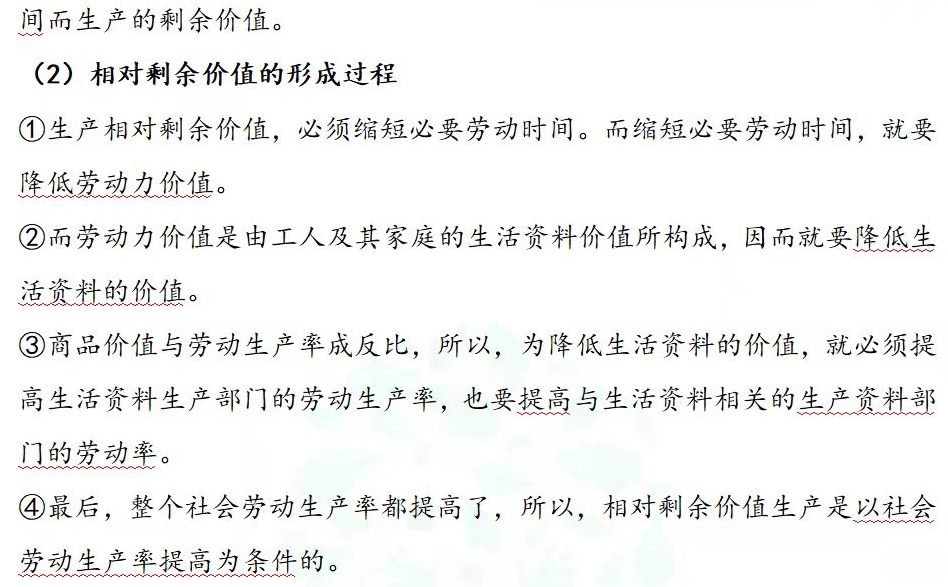 间而生产的剩余价值。
（2）相对剩余价值的形成过程
①生产相对剩余价值，必须缩短必要劳动时间。而缩短必要劳动时间，就要
降低劳动力价值。
②而劳动力价值是由工人及其家庭的生活资料价值所构成，因而就要降低生
活资料的价值。
③商品价值与劳动生产率成反比，所以，为降低生活资料的价值，就必须提
高生活资料生产部门的劳动生产率，也要提高与生活资料相关的生产资料部
门的劳动率。
④最后，整个社会劳动生产率都提高了，所以，相对剩余价值生产是以社会
劳动生产率提高为条件的。